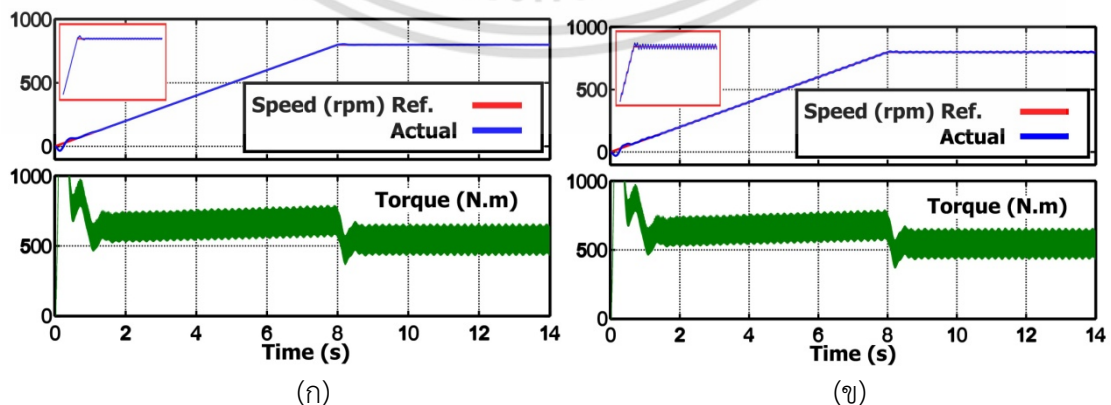 1000
500
0
Speed (rpm) Ref.
Actual
1000
500
0
Torque (N.m)
0 2 4 6 8 10 12 14
Time (s)
(ก)
1000
500
0
Speed (rpm) Ref.
Actual
1000
500
0
Torque (N.m)
0 2 4 6 8 10 12 14
Time (s)
(ข)